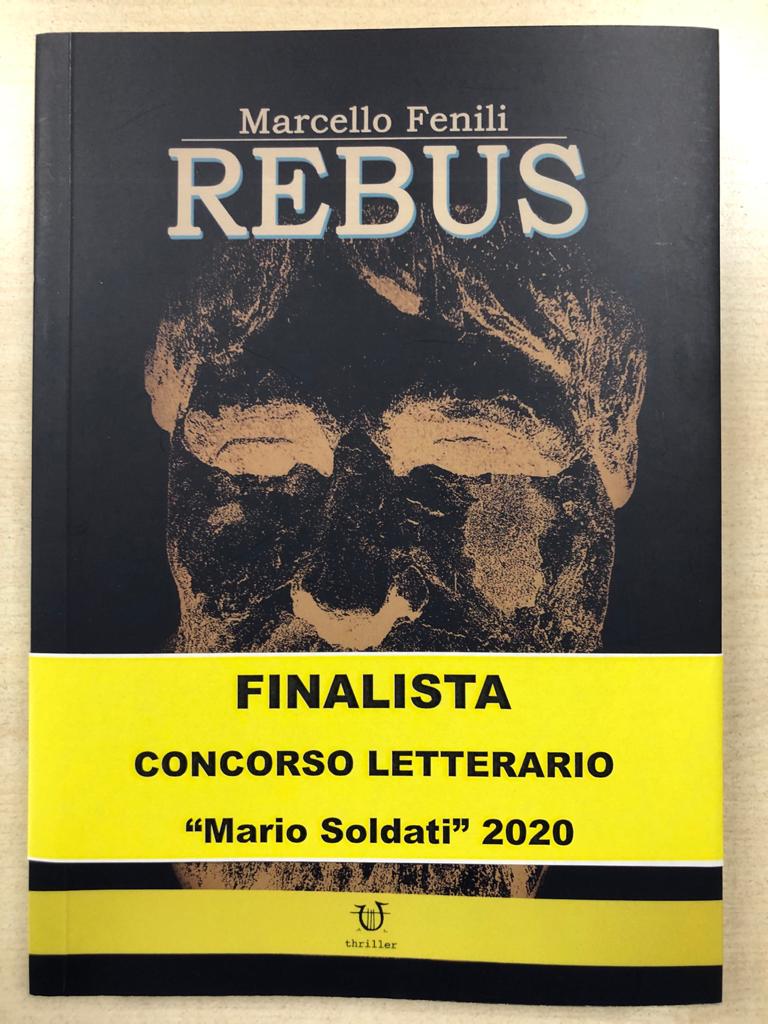 Marcello Fenili
REBUS
FINALISTA
CONCORSO LETTERARIO
“Mario Soldati” 2020
thriller